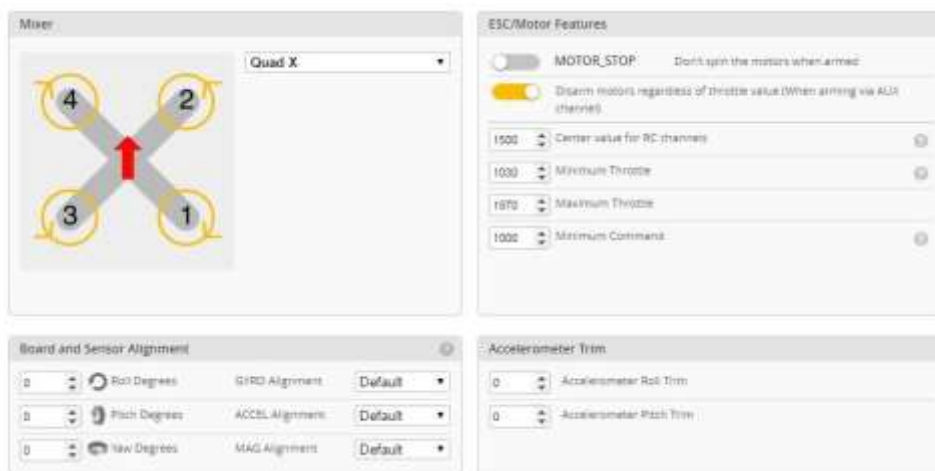 Mixer
Quad X
4
2
3
1
ESC/Motor Features
MOTOR_STOP Don't spin the motors when armed
Disarm motors regardless of throttle value (When arming via AUX
channel)
1500 Center value for RC channels
1030 Minimum Throttle
1970 Maximum Throttle
1000 Minimum Command
Board and Sensor Alignment
0 Roll Degrees GYRO Alignment Default
0 Pitch Degrees ACCEL Alignment Default
0 Yaw Degrees MAG Alignment Default
Accelerometer Trim
0 Accelerometer Roll Trim
0 Accelerometer Pitch Trim